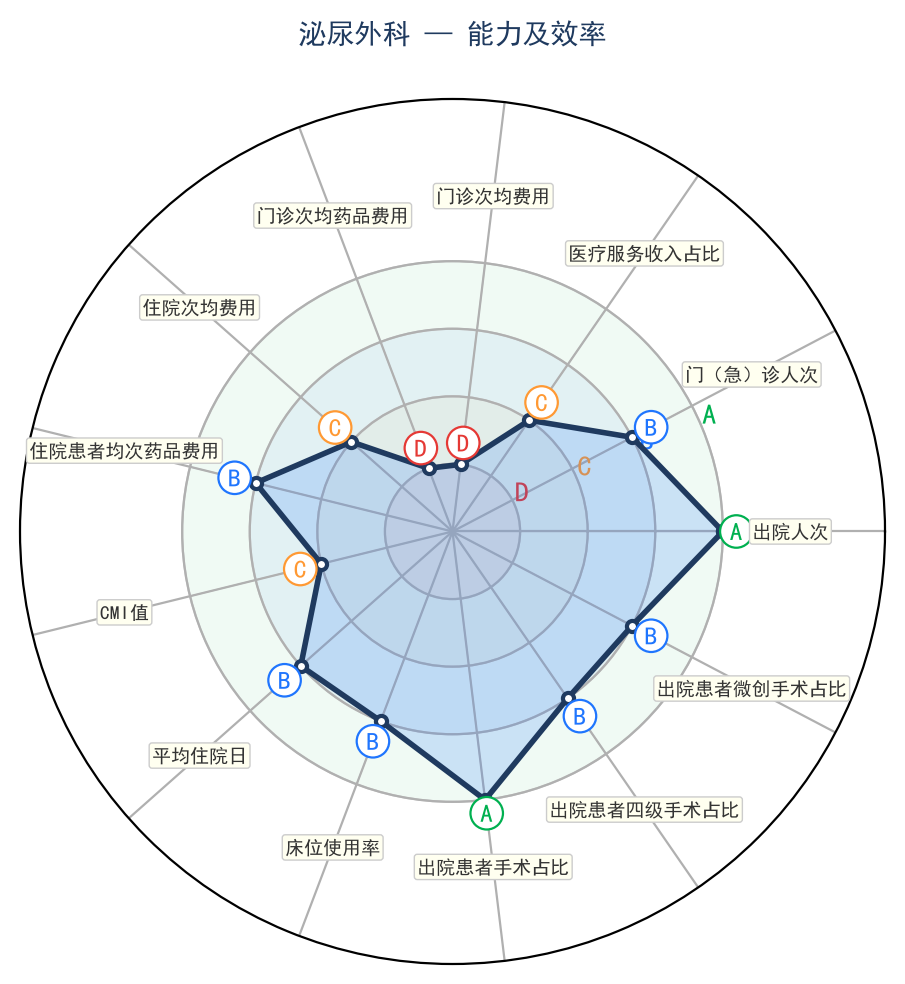 泌尿外科 — 能力及效率
门诊次均费用
门诊次均药品费用
医疗服务收入占比
住院次均费用
门（急）诊人次
A
C
C
B
D
D
住院患者均次药品费用
B
C
D
A
出院人次
C
CMI值
B
B
出院患者微创手术占比
B
B
平均住院日
A
出院患者四级手术占比
床位使用率
出院患者手术占比